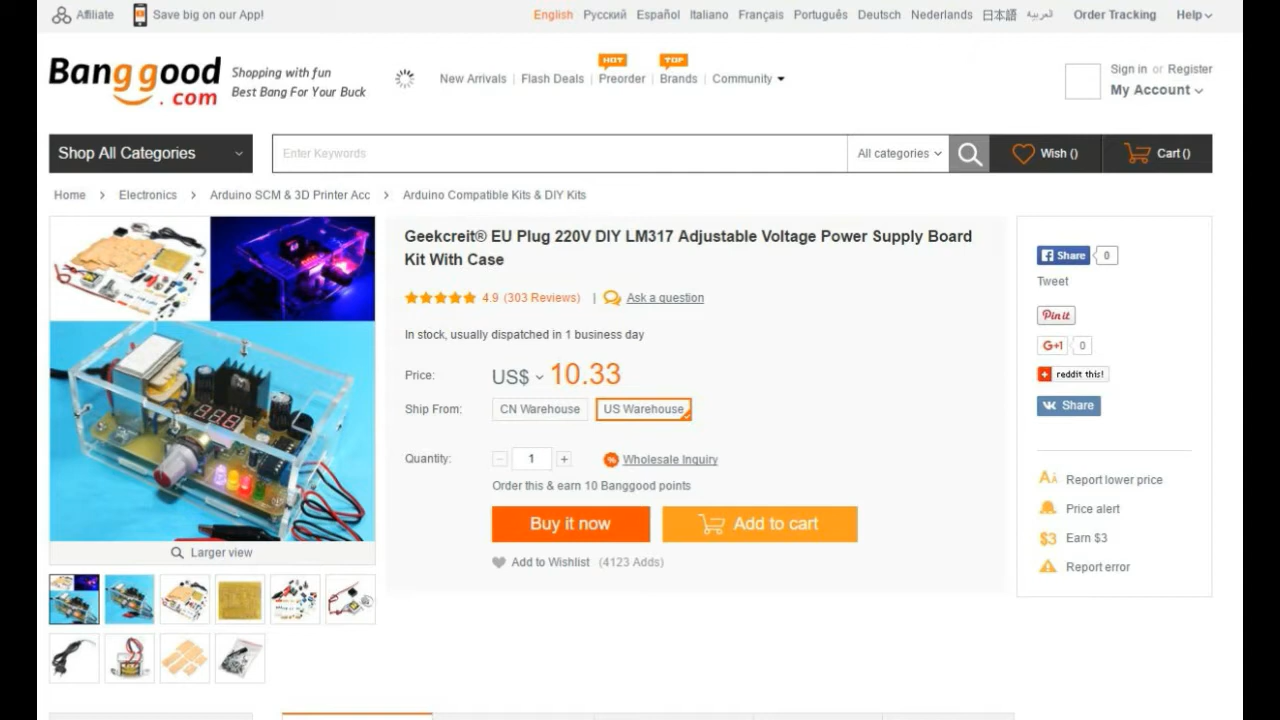 Affiliate
Save big on our App!
English Русский Español Italiano Français Português Deutsch Nederlands 日本語 العربية Order Tracking Help
Banggood
.com
Shopping with fun
Best Bang For Your Buck
HOT TOP
New Arrivals | Flash Deals | Preorder | Brands | Community
Sign in or Register
My Account
Shop All Categories
Enter Keywords
All categories
Wish ()
Cart ()
Home > Electronics > Arduino SCM & 3D Printer Acc > Arduino Compatible Kits & DIY Kits
Geekcreit® EU Plug 220V DIY LM317 Adjustable Voltage Power Supply Board
Kit With Case
4.9 (303 Reviews) | Ask a question
In stock, usually dispatched in 1 business day
Price: US$ 10.33
Ship From: CN Warehouse US Warehouse
Quantity: - 1 + % Wholesale Inquiry
Order this & earn 10 Banggood points
Buy it now Add to cart
Add to Wishlist (4123 Adds)
Larger view
f Share 0
Tweet
Pin it
G+1 0
reddit this!
Share
Report lower price
Price alert
$3 Earn $3
Report error